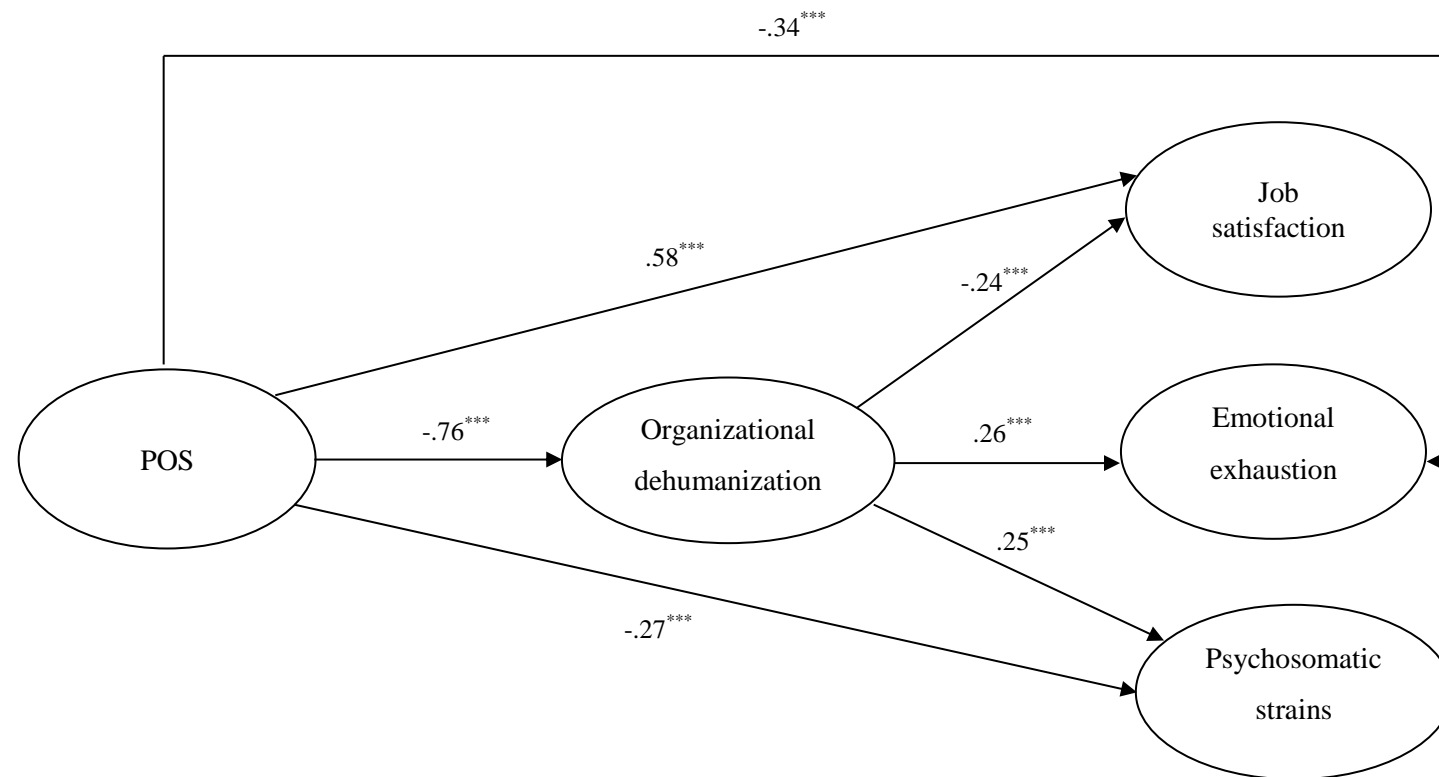 -.34***
Job
satisfaction
.58***
-.24***
POS
-.76***
Organizational
dehumanization
.26***
Emotional
exhaustion
.25***
-.27***
Psychosomatic
strains